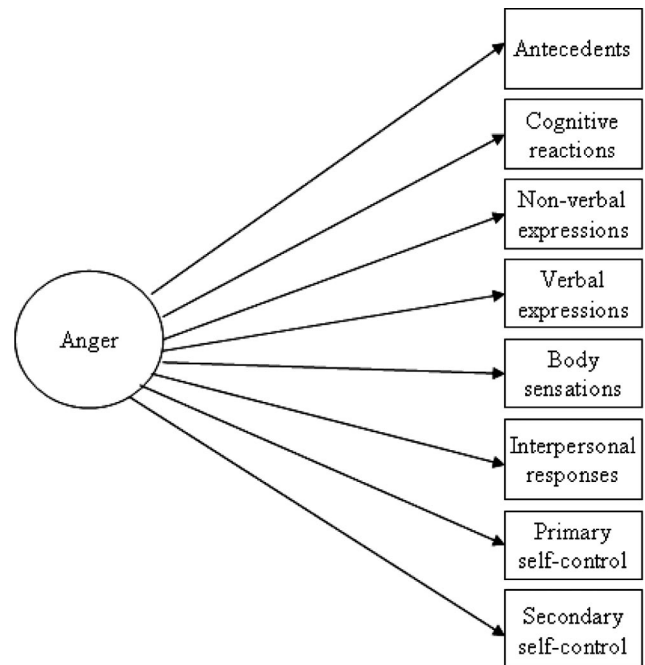 Antecedents
Cognitive
reactions
Non-verbal
expressions
Verbal
expressions
Anger
Body
sensations
Interpersonal
responses
Primary
self-control
Secondary
self-control